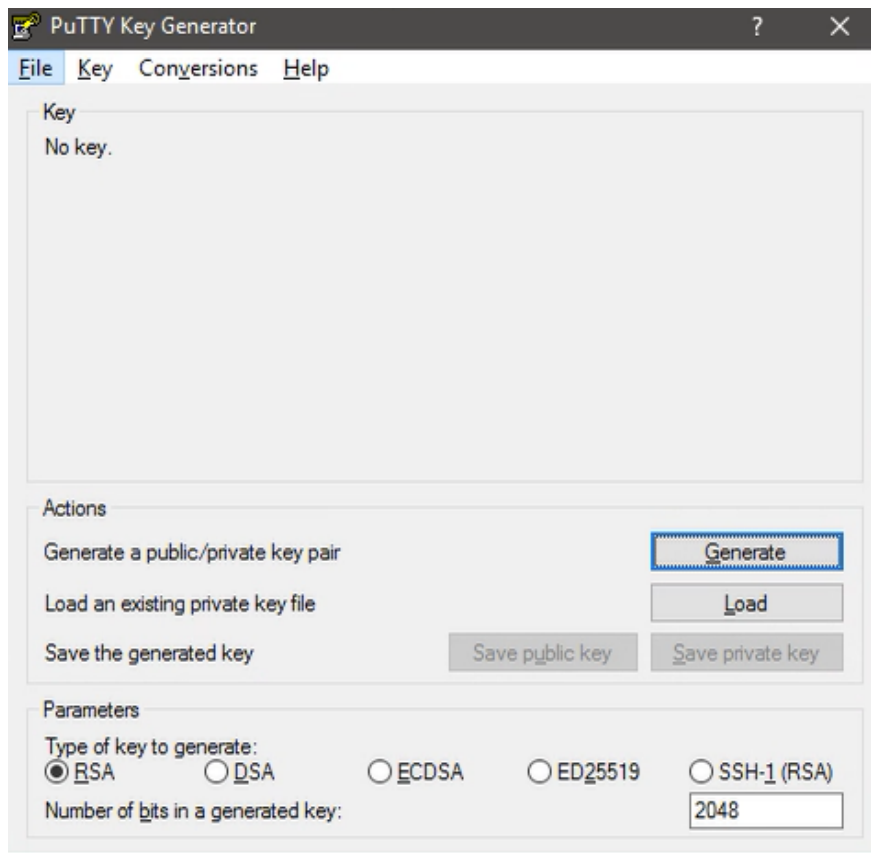 PuTTY Key Generator ?
File Key Conversions Help
Key
No key.
Actions
Generate a public/private key pair Generate
Load an existing private key file Load
Save the generated key Save public key Save private key
Parameters
Type of key to generate:
RSA DSA ECDSA ED25519 SSH-1 (RSA)
Number of bits in a generated key: 2048